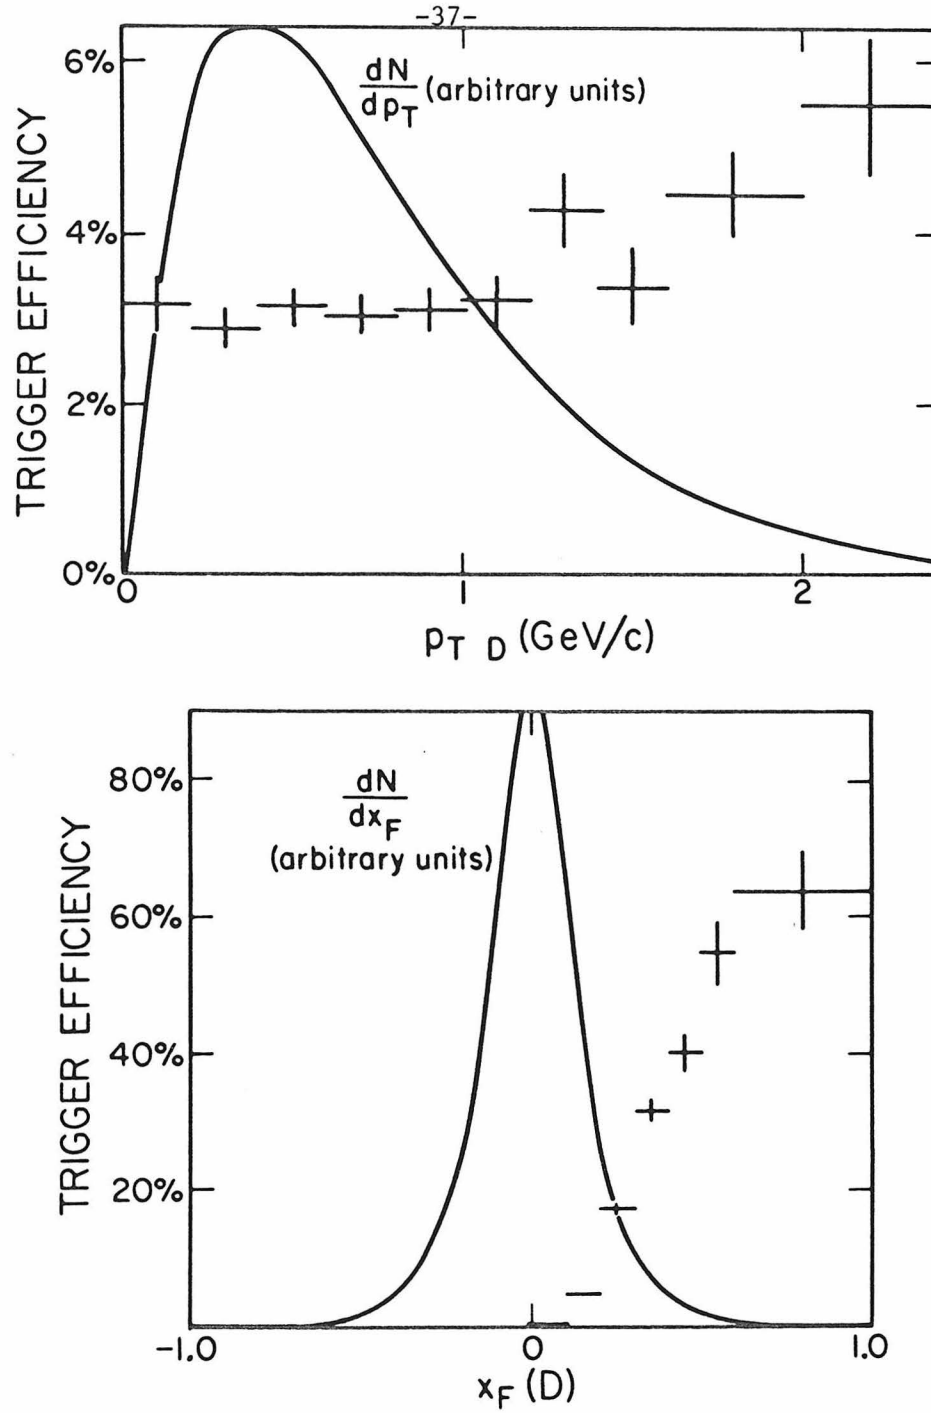 -37-
6%
4%
2%
0%
TRIGGER EFFICIENCY
dN
dp_T (arbitrary units)
0 1 2
p_T D (GeV/c)
80%
60%
40%
20%
TRIGGER EFFICIENCY
dN
dx_F
(arbitrary units)
-1.0 0 1.0
x_F (D)